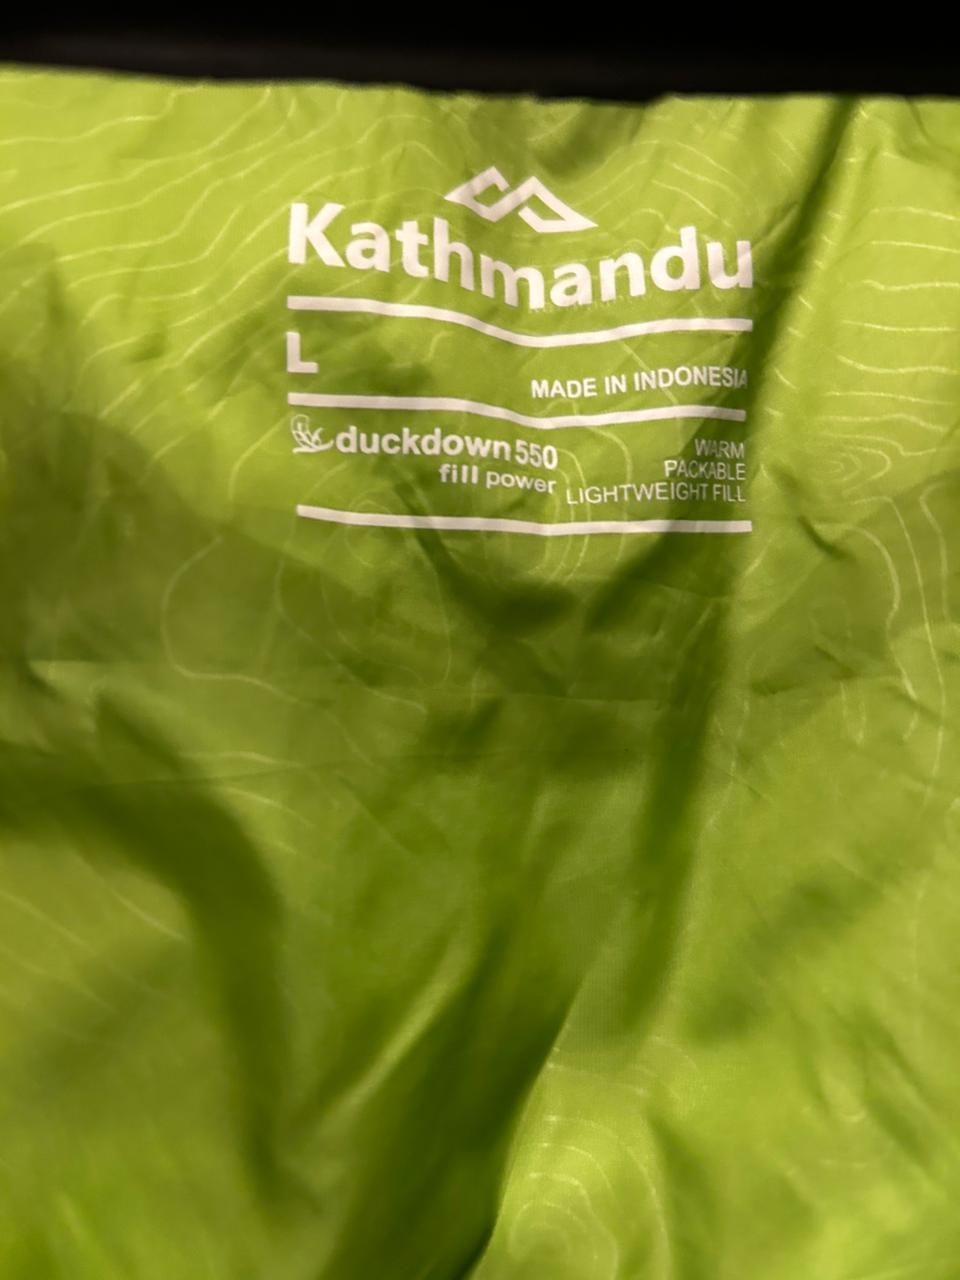 Kathmandu
L
MADE IN INDONESIA
duckdown 550
fill power
WARM
PACKABLE
LIGHTWEIGHT FILL